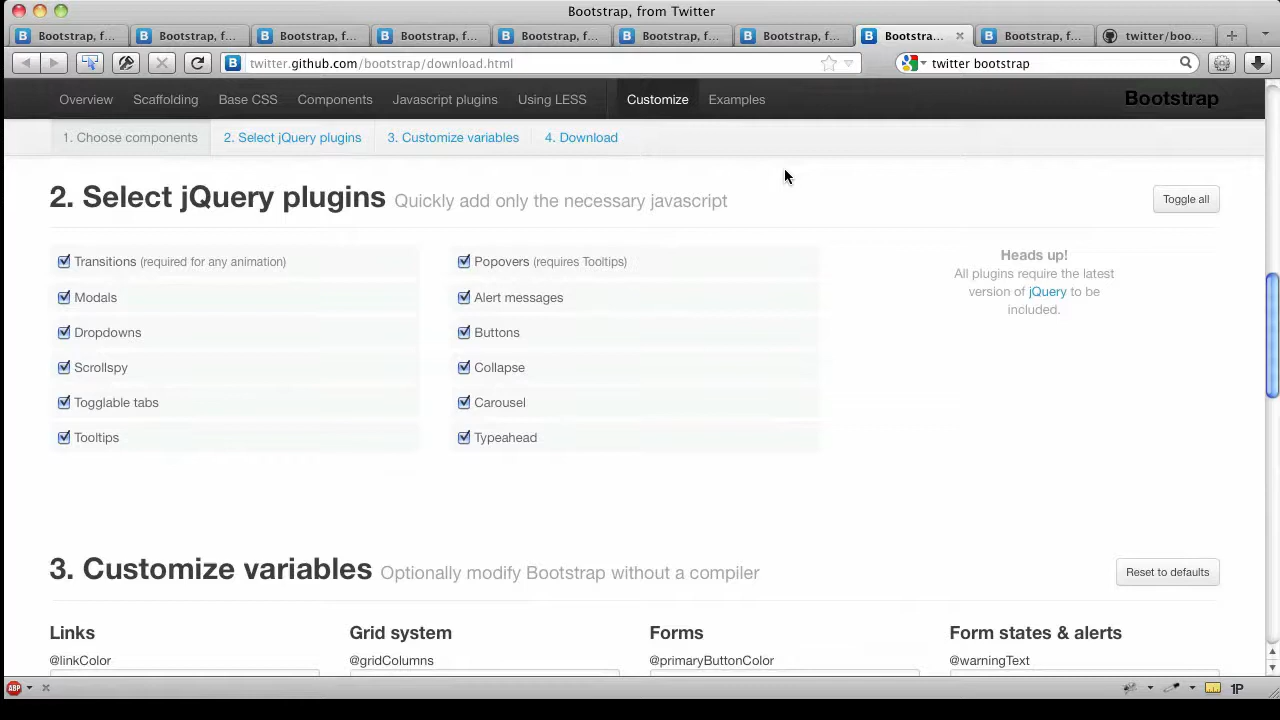 Bootstrap, from Twitter
Bootstrap, f... Bootstrap, f... Bootstrap, f... Bootstrap, f... Bootstrap, f... Bootstrap, f... Bootstrap, f... Bootstra... Bootstrap, f... twitter/boo...
twitter.github.com/bootstrap/download.html twitter bootstrap
Overview Scaffolding Base CSS Components Javascript plugins Using LESS Customize Examples Bootstrap
1. Choose components 2. Select jQuery plugins 3. Customize variables 4. Download
2. Select jQuery plugins Quickly add only the necessary javascript Toggle all
Transitions (required for any animation)
Modals
Dropdowns
Scrollspy
Togglable tabs
Tooltips
Popovers (requires Tooltips)
Alert messages
Buttons
Collapse
Carousel
Typeahead
Heads up!
All plugins require the latest
version of jQuery to be
included.
3. Customize variables Optionally modify Bootstrap without a compiler Reset to defaults
Links Grid system Forms Form states & alerts
@linkColor @gridColumns @primaryButtonColor @warningText
ABP 1P